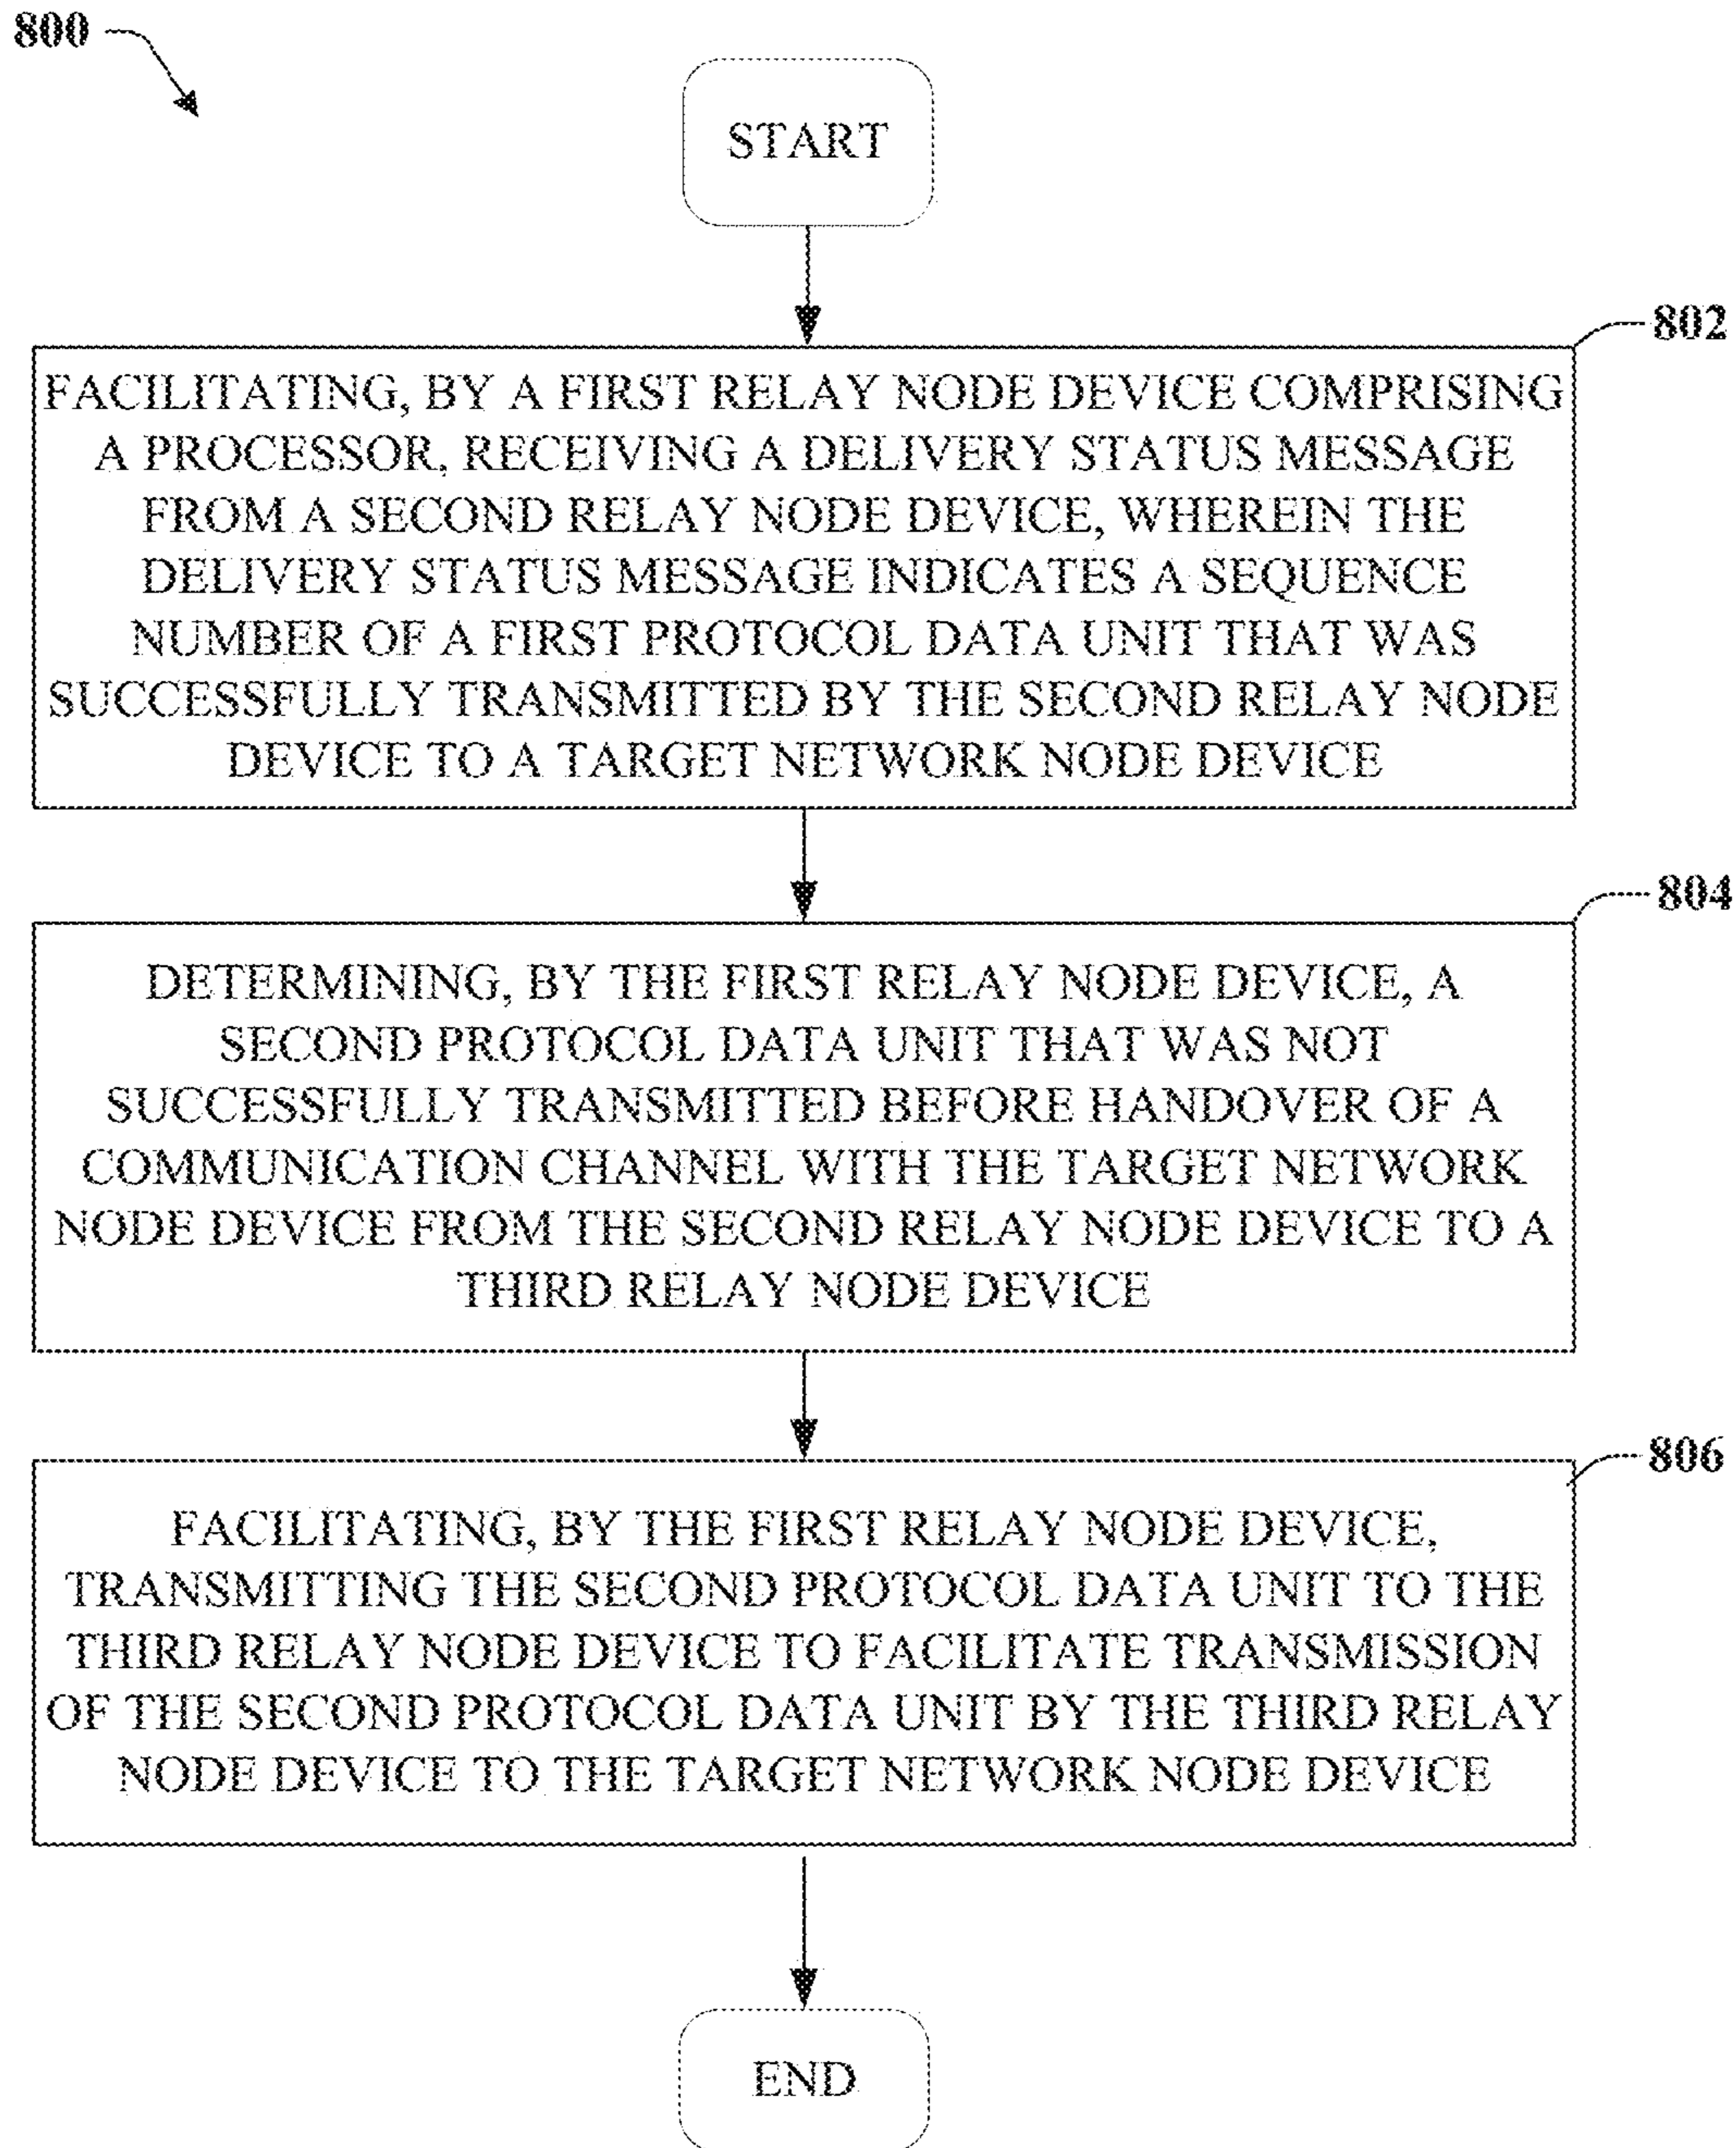 800
START
802
FACILITATING, BY A FIRST RELAY NODE DEVICE COMPRISING
A PROCESSOR, RECEIVING A DELIVERY STATUS MESSAGE
FROM A SECOND RELAY NODE DEVICE, WHEREIN THE
DELIVERY STATUS MESSAGE INDICATES A SEQUENCE
NUMBER OF A FIRST PROTOCOL DATA UNIT THAT WAS
SUCCESSFULLY TRANSMITTED BY THE SECOND RELAY NODE
DEVICE TO A TARGET NETWORK NODE DEVICE
804
DETERMINING, BY THE FIRST RELAY NODE DEVICE, A
SECOND PROTOCOL DATA UNIT THAT WAS NOT
SUCCESSFULLY TRANSMITTED BEFORE HANDOVER OF A
COMMUNICATION CHANNEL WITH THE TARGET NETWORK
NODE DEVICE FROM THE SECOND RELAY NODE DEVICE TO A
THIRD RELAY NODE DEVICE
806
FACILITATING, BY THE FIRST RELAY NODE DEVICE,
TRANSMITTING THE SECOND PROTOCOL DATA UNIT TO THE
THIRD RELAY NODE DEVICE TO FACILITATE TRANSMISSION
OF THE SECOND PROTOCOL DATA UNIT BY THE THIRD RELAY
NODE DEVICE TO THE TARGET NETWORK NODE DEVICE
END